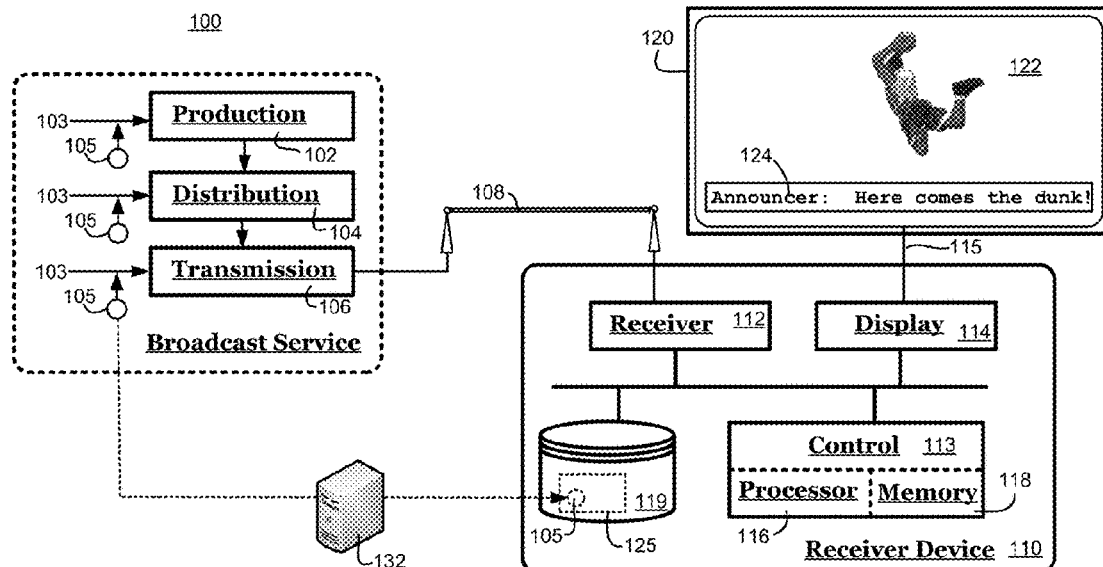 100
120
122
124
Announcer: Here comes the dunk!
103
Production
105
102
103
Distribution
105
104
103
Transmission
105
106
Broadcast Service
108
115
Receiver 112
Display 114
Control 113
Processor
Memory
118
116
119
105
125
132
Receiver Device 110